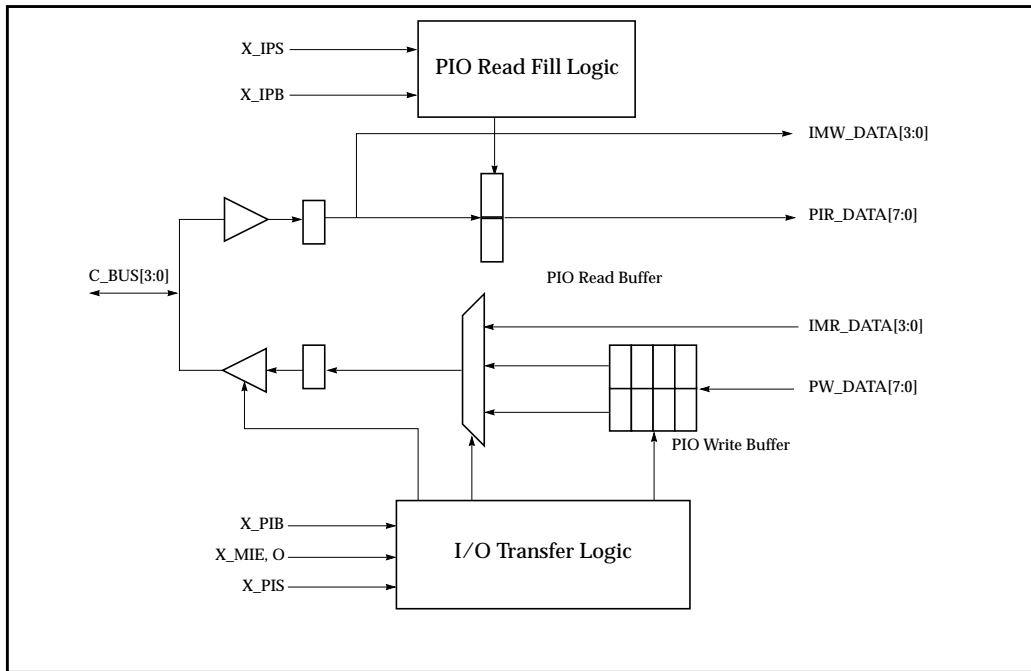 X_IPS
PIO Read Fill Logic
X_IPB
IMW_DATA[3:0]
PIR_DATA[7:0]
C_BUS[3:0]
PIO Read Buffer
IMR_DATA[3:0]
PW_DATA[7:0]
PIO Write Buffer
X_PIB
X_MIE, O
I/O Transfer Logic
X_PIS